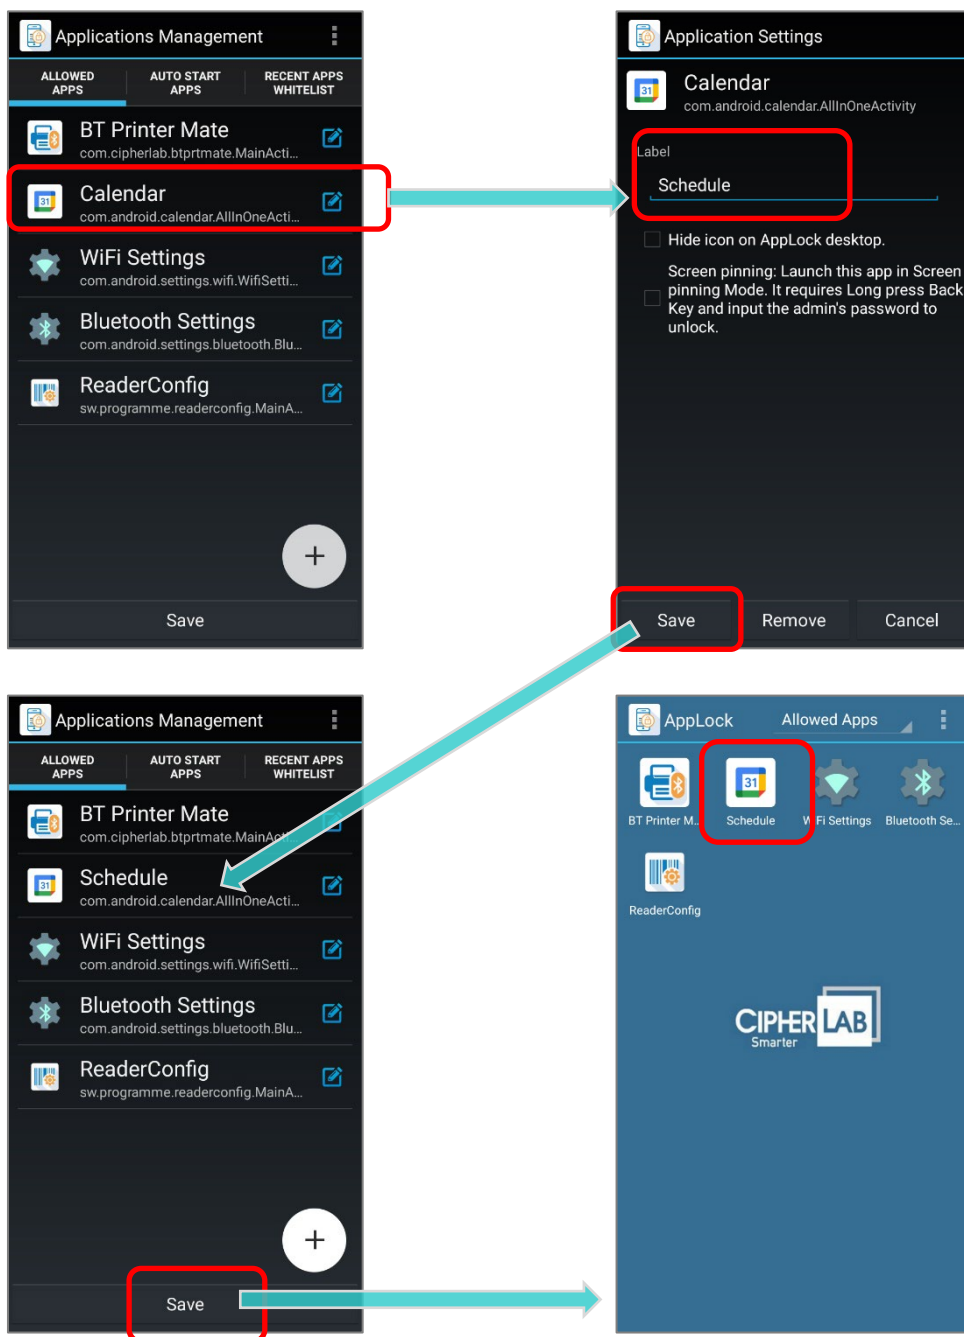 Applications Management
ALLOWED APPS
AUTO START APPS
RECENT APPS WHITELIST
BT Printer Mate
com.cipherlab.btprtmate.MainActi...
Calendar
com.android.calendar.AllInOneActi...
WiFi Settings
com.android.settings.wifi.WifiSetti...
Bluetooth Settings
com.android.settings.bluetooth.Blu...
ReaderConfig
sw.programme.readerconfig.MainA...
+
Save
Application Settings
31
Calendar
com.android.calendar.AllInOneActivity
Label
Schedule
Hide icon on AppLock desktop.
Screen pinning: Launch this app in Screen
pinning Mode. It requires Long press Back
Key and input the admin's password to
unlock.
Save
Remove
Cancel
Applications Management
ALLOWED APPS
AUTO START APPS
RECENT APPS WHITELIST
BT Printer Mate
com.cipherlab.btprtmate.MainActi...
Schedule
com.android.calendar.AllInOneActi...
WiFi Settings
com.android.settings.wifi.WifiSetti...
Bluetooth Settings
com.android.settings.bluetooth.Blu...
ReaderConfig
sw.programme.readerconfig.MainA...
+
Save
AppLock
Allowed Apps
31
BT Printer M...
Schedule
WiFi Settings
Bluetooth Se...
ReaderConfig
CIPHERLAB
Smarter